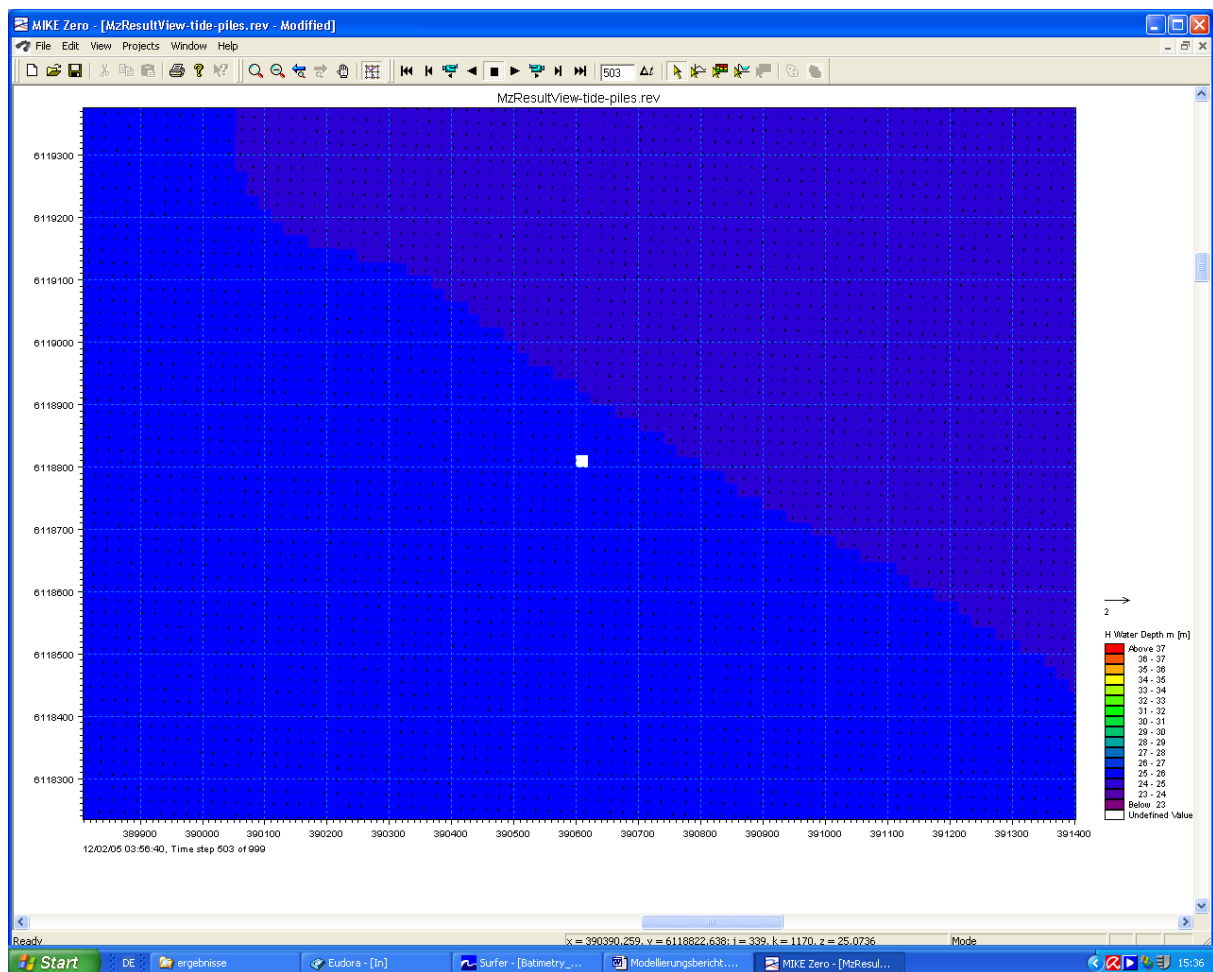 MIKE Zero - [MzResultView-tide-piles.rev - Modified]
File Edit View Projects Window Help
503 Δt
MzResultView-tide-piles.rev
6119300
6119200
6119100
6119000
6118900
6118800
6118700
6118600
6118500
6118400
6118300
389900 390000 390100 390200 390300 390400 390500 390600 390700 390800 390900 391000 391100 391200 391300 391400
12/02/05 03:56:40, Time step 503 of 999
2
H Water Depth m [m]
Above 37
36 - 37
35 - 36
34 - 35
33 - 34
32 - 33
31 - 32
30 - 31
29 - 30
28 - 29
27 - 28
26 - 27
25 - 26
24 - 25
23 - 24
Below 23
Undefined Value
Ready x = 390390,259, y = 6118822,638; i = 339, k = 1170, z = 25.0736 Mode
Start DE ergebnisse Eudora - [In] Surfer - [Batimetry_... Modellierungsbericht.... MIKE Zero - [MzResul... 15:36